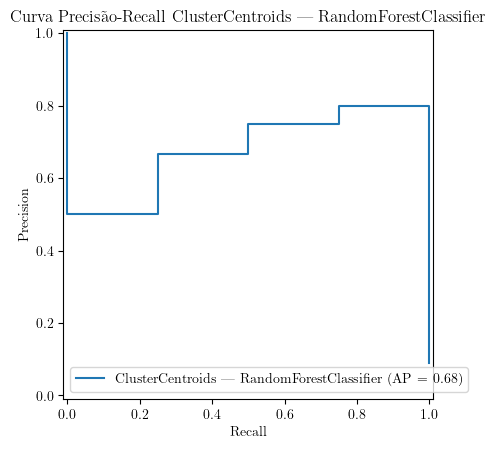 Curva Precisão-Recall ClusterCentroids — RandomForestClassifier
1.0
0.8
0.6
0.4
0.2
0.0
Precision
ClusterCentroids — RandomForestClassifier (AP = 0.68)
0.0 0.2 0.4 0.6 0.8 1.0
Recall